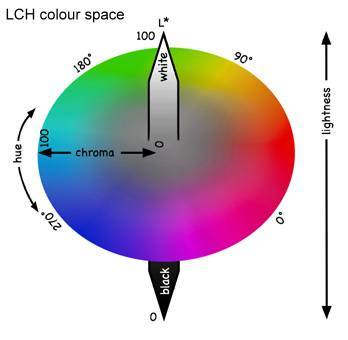 LCH colour space
L*
100
white
180°
90°
lightness
hue
100
chroma
0
270°
0°
black
0